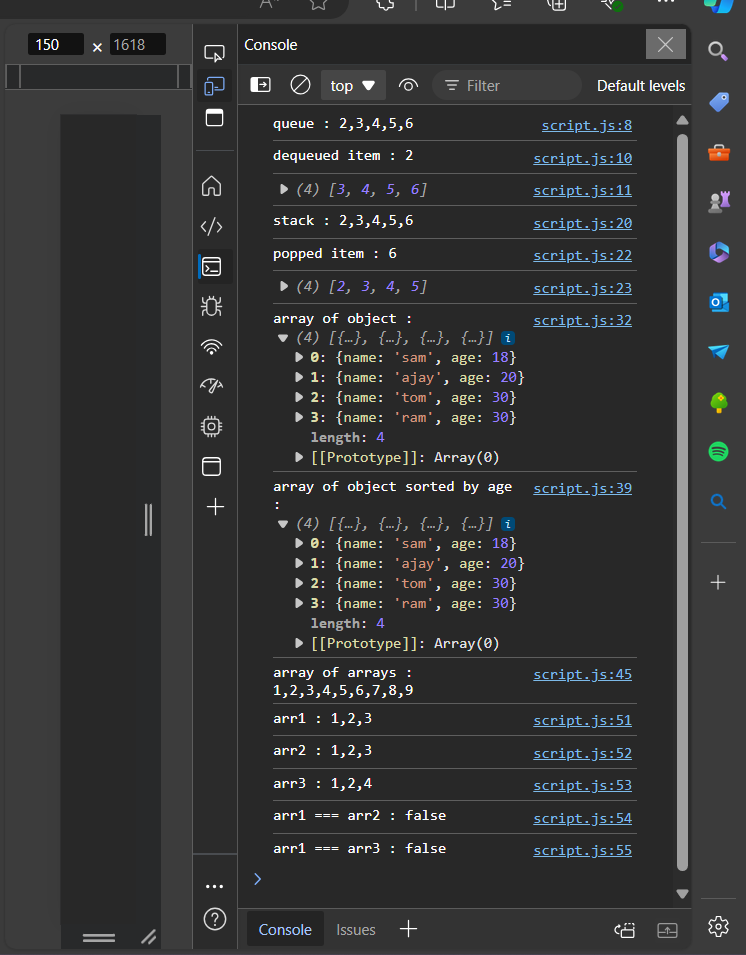 150 × 1618
Console
top Filter Default levels
queue : 2,3,4,5,6 script.js:8
dequeued item : 2 script.js:10
(4) [3, 4, 5, 6] script.js:11
stack : 2,3,4,5,6 script.js:20
popped item : 6 script.js:22
(4) [2, 3, 4, 5] script.js:23
array of object : script.js:32
(4) [{…}, {…}, {…}, {…}] i
0: {name: 'sam', age: 18}
1: {name: 'ajay', age: 20}
2: {name: 'tom', age: 30}
3: {name: 'ram', age: 30}
length: 4
[[Prototype]]: Array(0)
array of object sorted by age script.js:39
:
(4) [{…}, {…}, {…}, {…}] i
0: {name: 'sam', age: 18}
1: {name: 'ajay', age: 20}
2: {name: 'tom', age: 30}
3: {name: 'ram', age: 30}
length: 4
[[Prototype]]: Array(0)
array of arrays : script.js:45
1,2,3,4,5,6,7,8,9
arr1 : 1,2,3 script.js:51
arr2 : 1,2,3 script.js:52
arr3 : 1,2,4 script.js:53
arr1 === arr2 : false script.js:54
arr1 === arr3 : false script.js:55
Console Issues